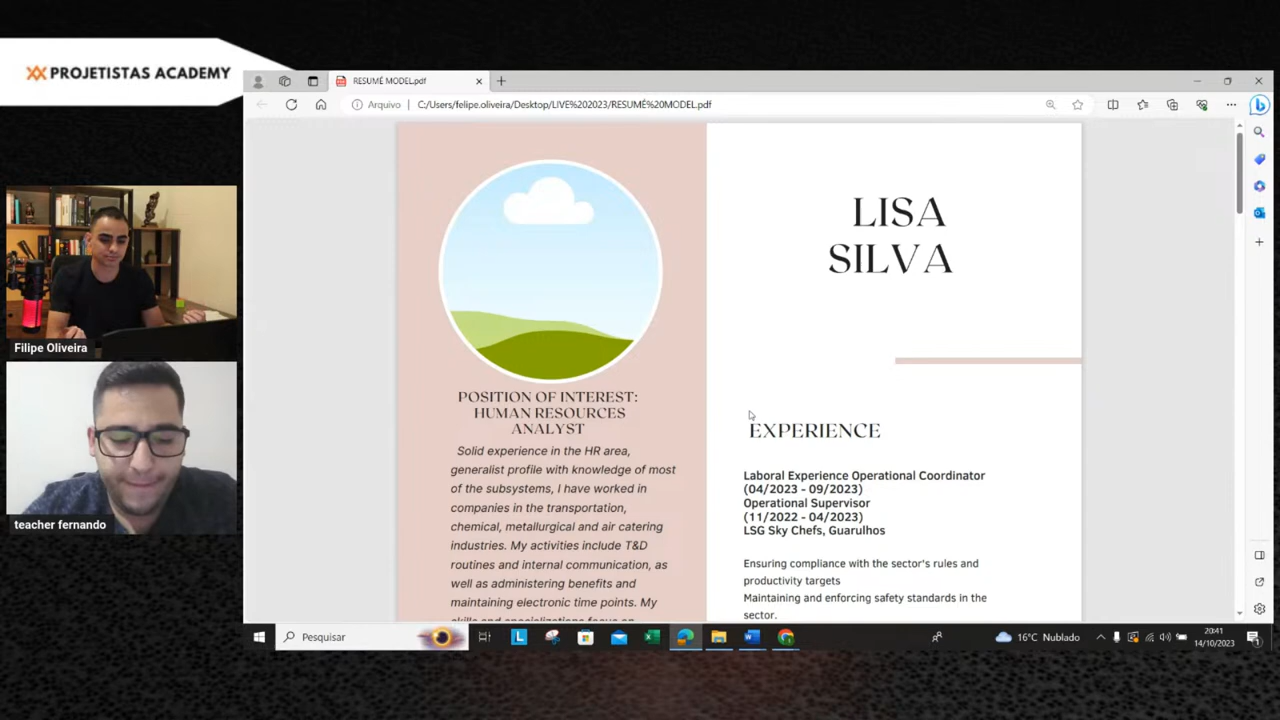 PROJETISTAS ACADEMY
RESUMÉ MODEL.pdf
Arquivo
C:/Users/felipe.oliveira/Desktop/LIVE%202023/RESUMÉ%20MODEL.pdf
LISA
SILVA
POSITION OF INTEREST:
HUMAN RESOURCES
ANALYST
Solid experience in the HR area,
generalist profile with knowledge of most
of the subsystems, I have worked in
companies in the transportation,
chemical, metallurgical and air catering
industries. My activities include T&D
routines and internal communication, as
well as administering benefits and
maintaining electronic time points. My
skills and specializations focus on
EXPERIENCE
Laboral Experience Operational Coordinator
(04/2023 - 09/2023)
Operational Supervisor
(11/2022 - 04/2023)
LSG Sky Chefs, Guarulhos
Ensuring compliance with the sector's rules and
productivity targets
Maintaining and enforcing safety standards in the
sector.
Filipe Oliveira
teacher fernando
Pesquisar
16°C Nublado
20:41
14/10/2023